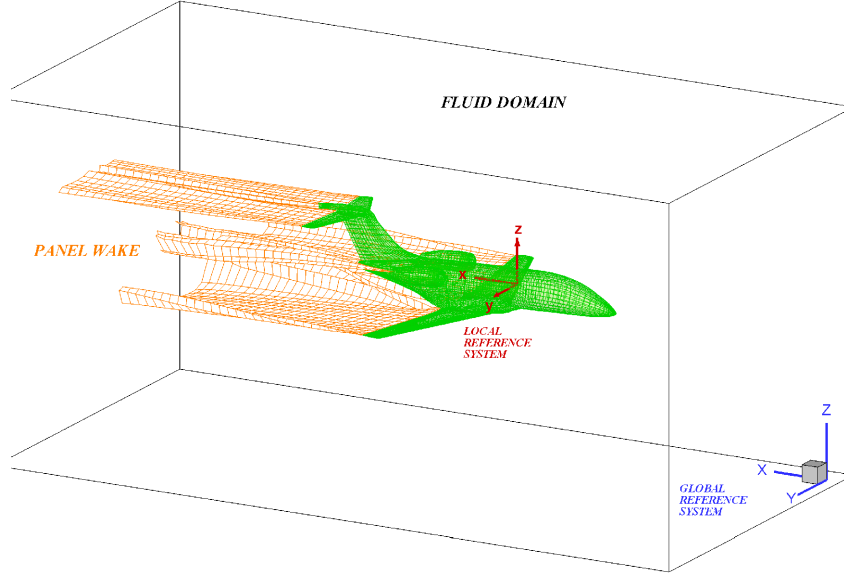 FLUID DOMAIN
PANEL WAKE
z
x
y
LOCAL
REFERENCE
SYSTEM
Z
X
Y
GLOBAL
REFERENCE
SYSTEM